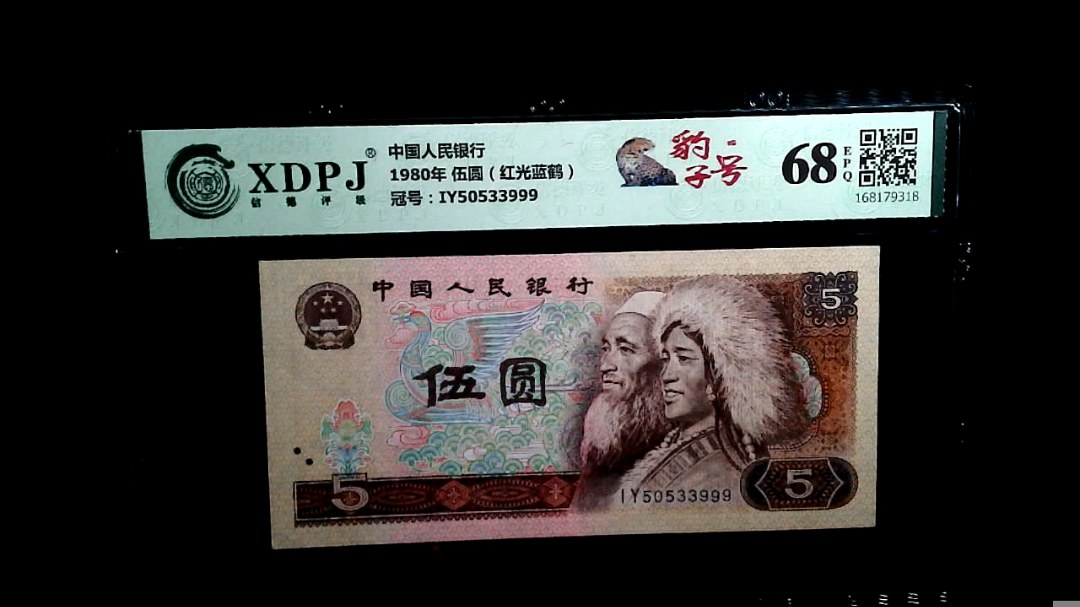 XDPJ®
信德评级
中国人民银行
1980年 伍圆（红光蓝鹤）
冠号：IY50533999
豹子号
68
EPQ
168179318
中国人民银行
5
伍圆
5
IY50533999
5